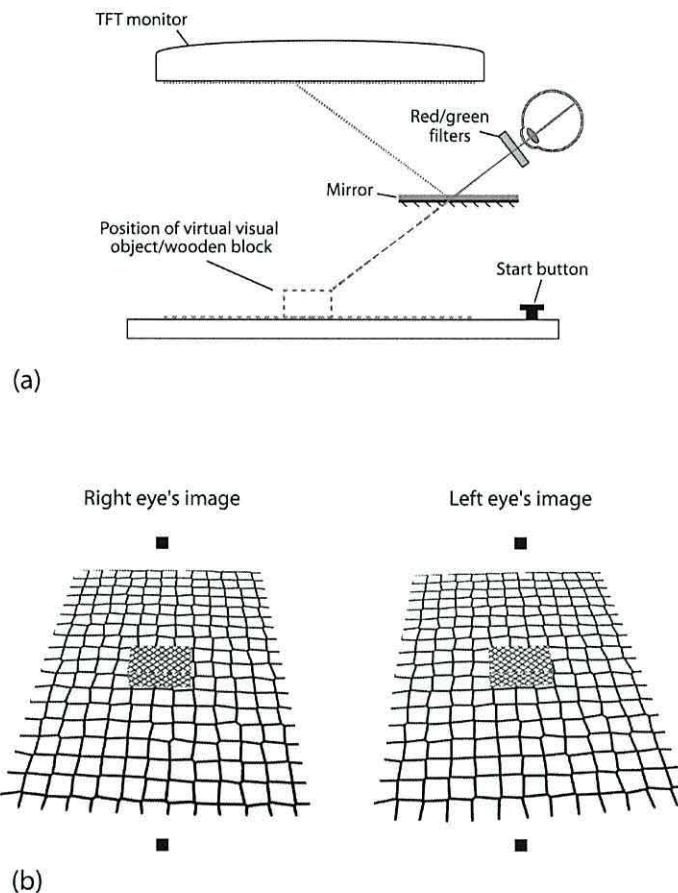 TFT monitor
Red/green
filters
Mirror
Position of virtual visual
object/wooden block
Start button
(a)
Right eye's image
Left eye's image
(b)